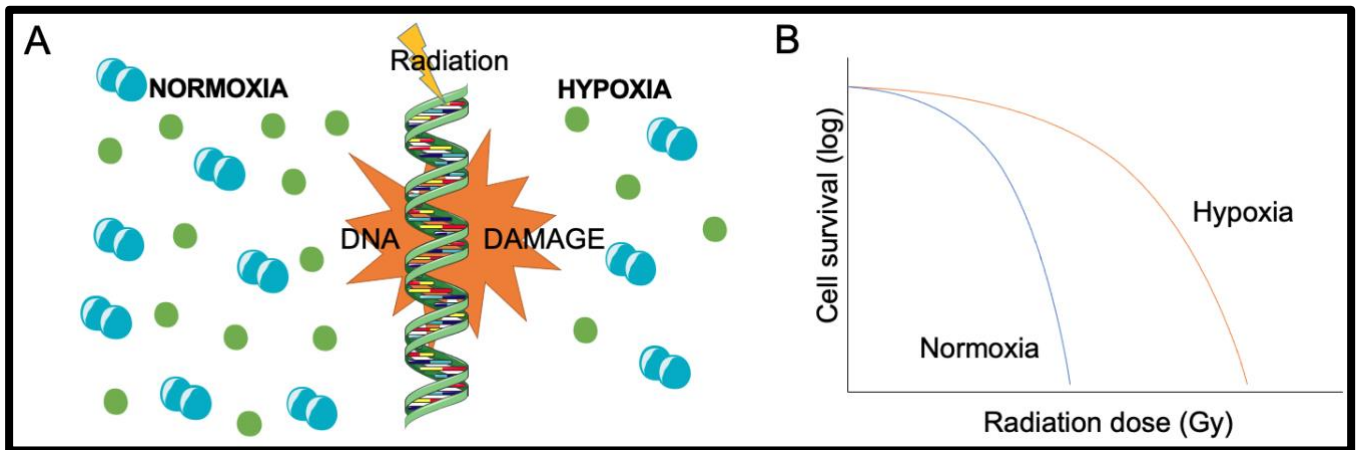 A
Radiation
NORMOXIA
HYPOXIA
DNA DAMAGE
B
Cell survival (log)
Hypoxia
Normoxia
Radiation dose (Gy)